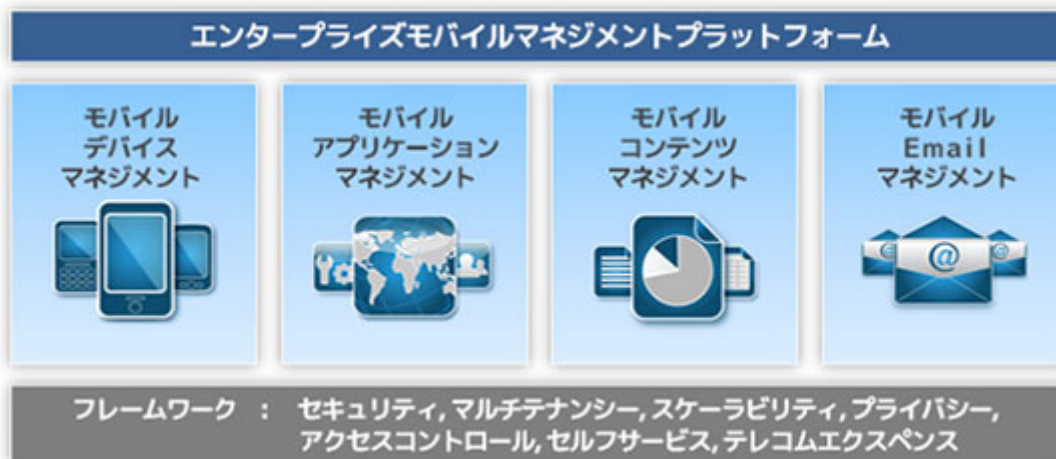 エンタープライズモバイルマネジメントプラットフォーム
モバイル
デバイス
マネジメント
モバイル
アプリケーション
マネジメント
モバイル
コンテンツ
マネジメント
モバイル
Email
マネジメント
@
@
フレームワーク : セキュリティ, マルチテナンシー, スケーラビリティ, プライバシー,
アクセスコントロール, セルフサービス, テレコムエクスペンス